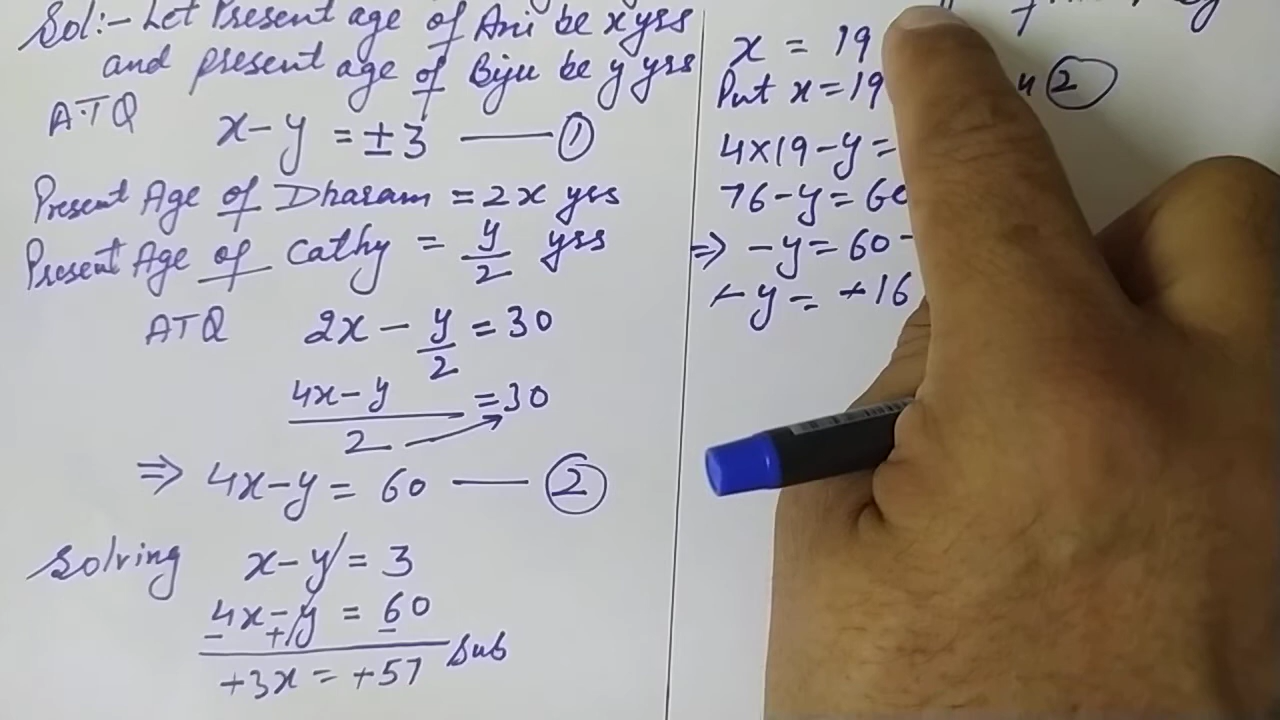 Sol:- Let Present age of Ani be x yrs
and present age of Biju be y yrs
ATQ
x - y = ± 3 —— ①
Present Age of Dharam = 2x yrs
Present Age of Cathy = y/2 yrs
ATQ 2x - y/2 = 30
4x - y / 2 = 30
⇒ 4x - y = 60 —— ②
Solving x - y = 3
4x - y = 60
- + -
+3x = +57 Sub
x = 19
Put x = 19 ②
4×19 - y =
76 - y = 60
⇒ - y = 60 -
- y = +16